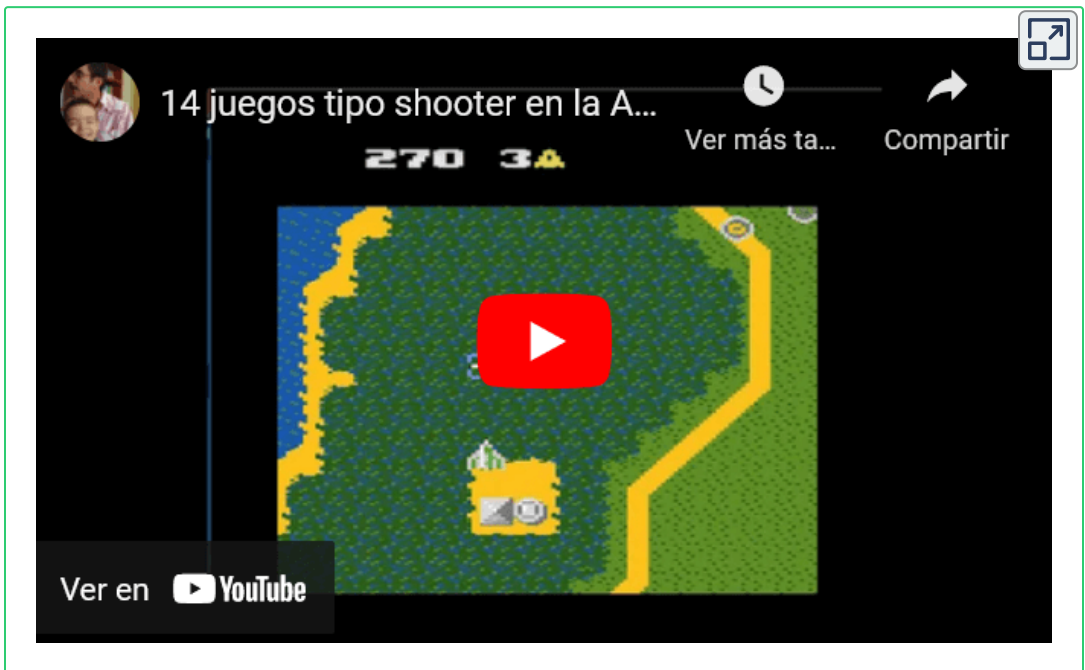 14 juegos tipo shooter en la A...
Ver más ta...
Compartir
270 3
Ver en YouTube